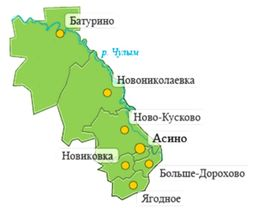 Батурино
р. Чулым
Новониколаевка
Ново-Кусково
Асино
Новиковка
Больше-Дорохово
Ягодное